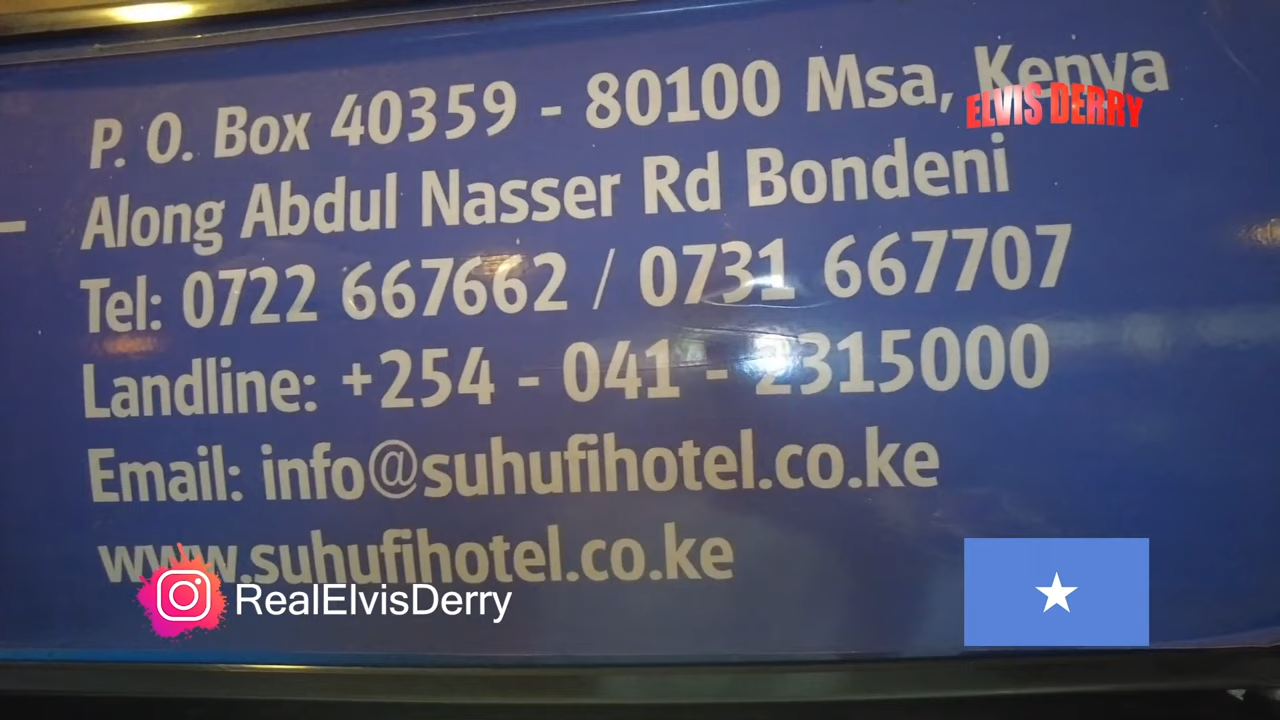 P. O. Box 40359 - 80100 Msa, Kenya
ELVIS DERRY
Along Abdul Nasser Rd Bondeni
Tel: 0722 667662 / 0731 667707
Landline: +254 - 041 - 2315000
Email: info@suhufihotel.co.ke
www.suhufihotel.co.ke
RealElvisDerry